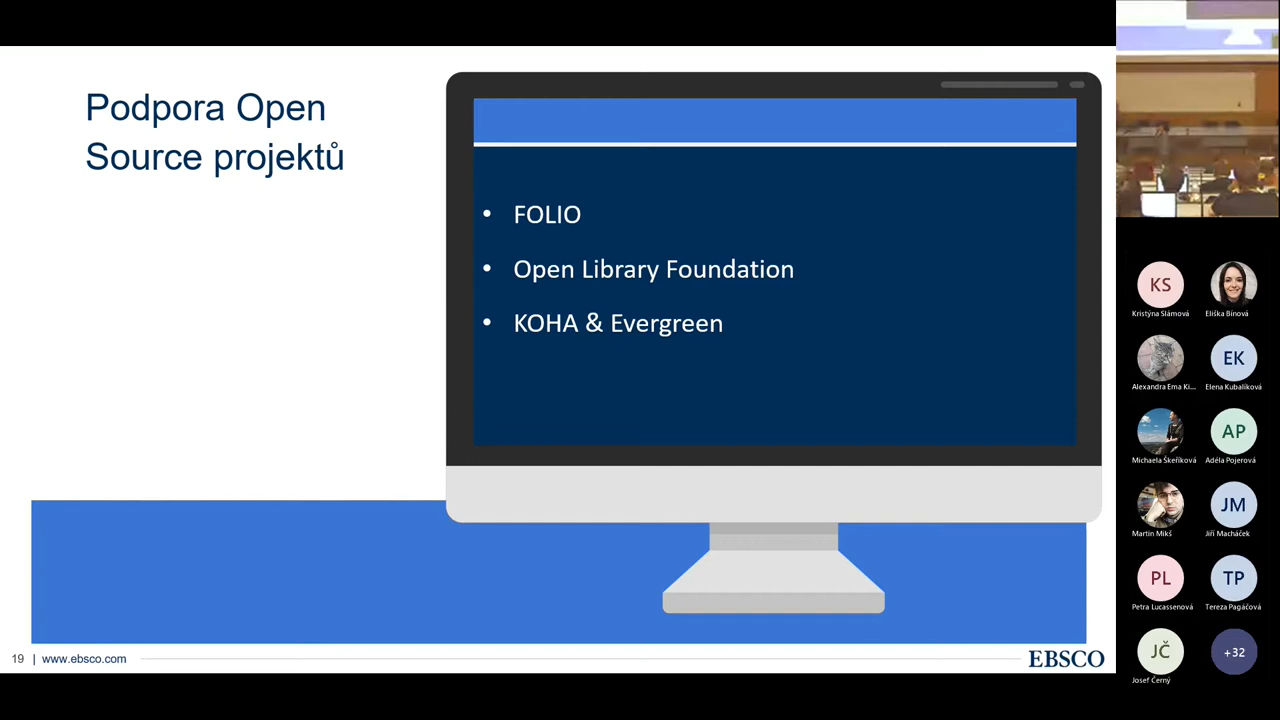 Podpora Open
Source projektů
• FOLIO
• Open Library Foundation
• KOHA & Evergreen
19 | www.ebsco.com
EBSCO
KS
Kristýna Slámová
Eliška Bínová
Alexandra Ema Ki...
EK
Elena Kubalíková
Michaela Škeříková
AP
Adéla Pojerová
Martin Mikš
JM
Jiří Macháček
PL
Petra Lucassenová
TP
Tereza Pagáčová
JČ
Josef Černý
+32